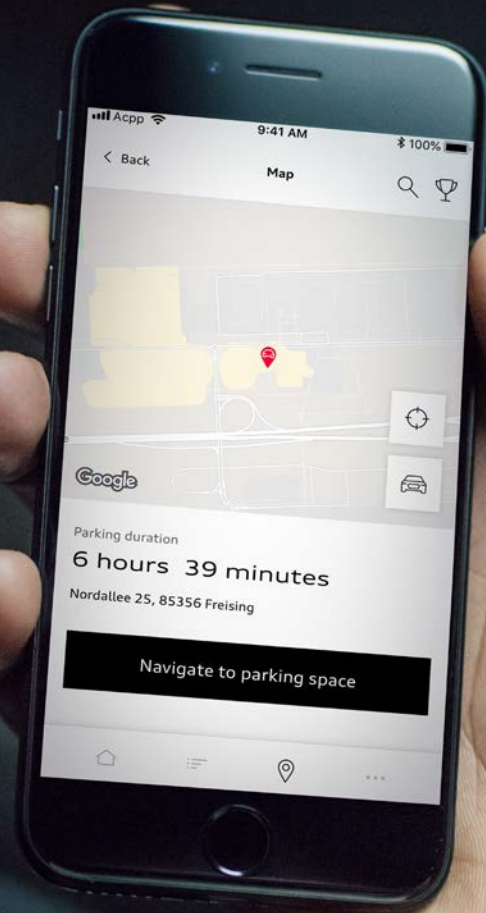 Acpp
9:41 AM
100%
Back
Map
Google
Parking duration
6 hours 39 minutes
Nordallee 25, 85356 Freising
Navigate to parking space